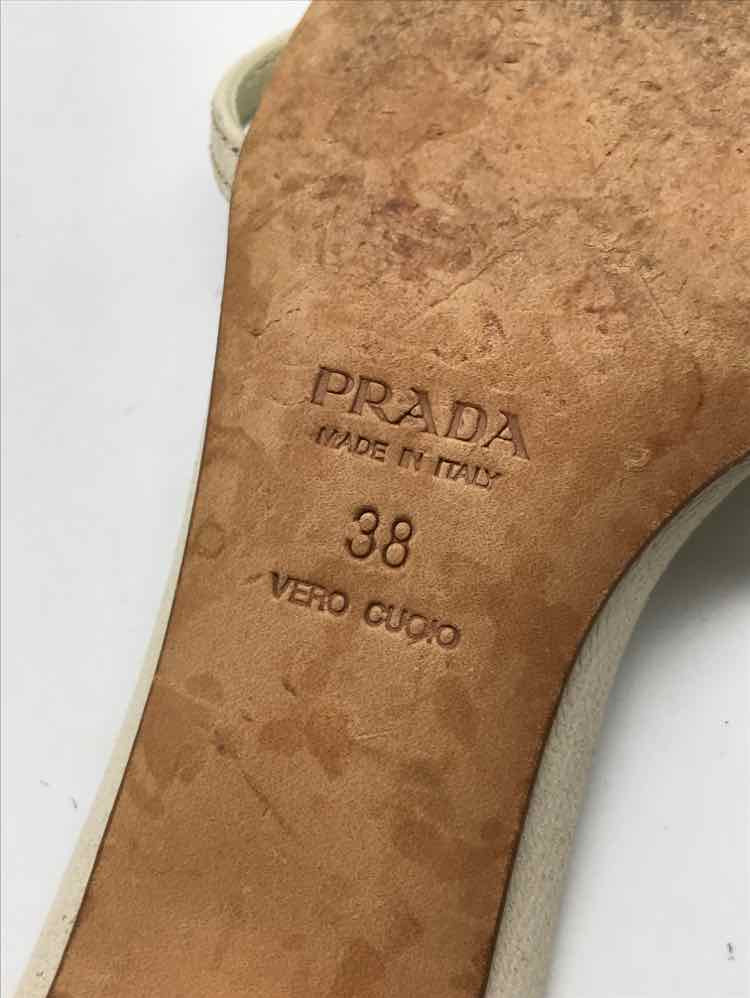 PRADA
MADE IN ITALY
38
VERO CUOIO